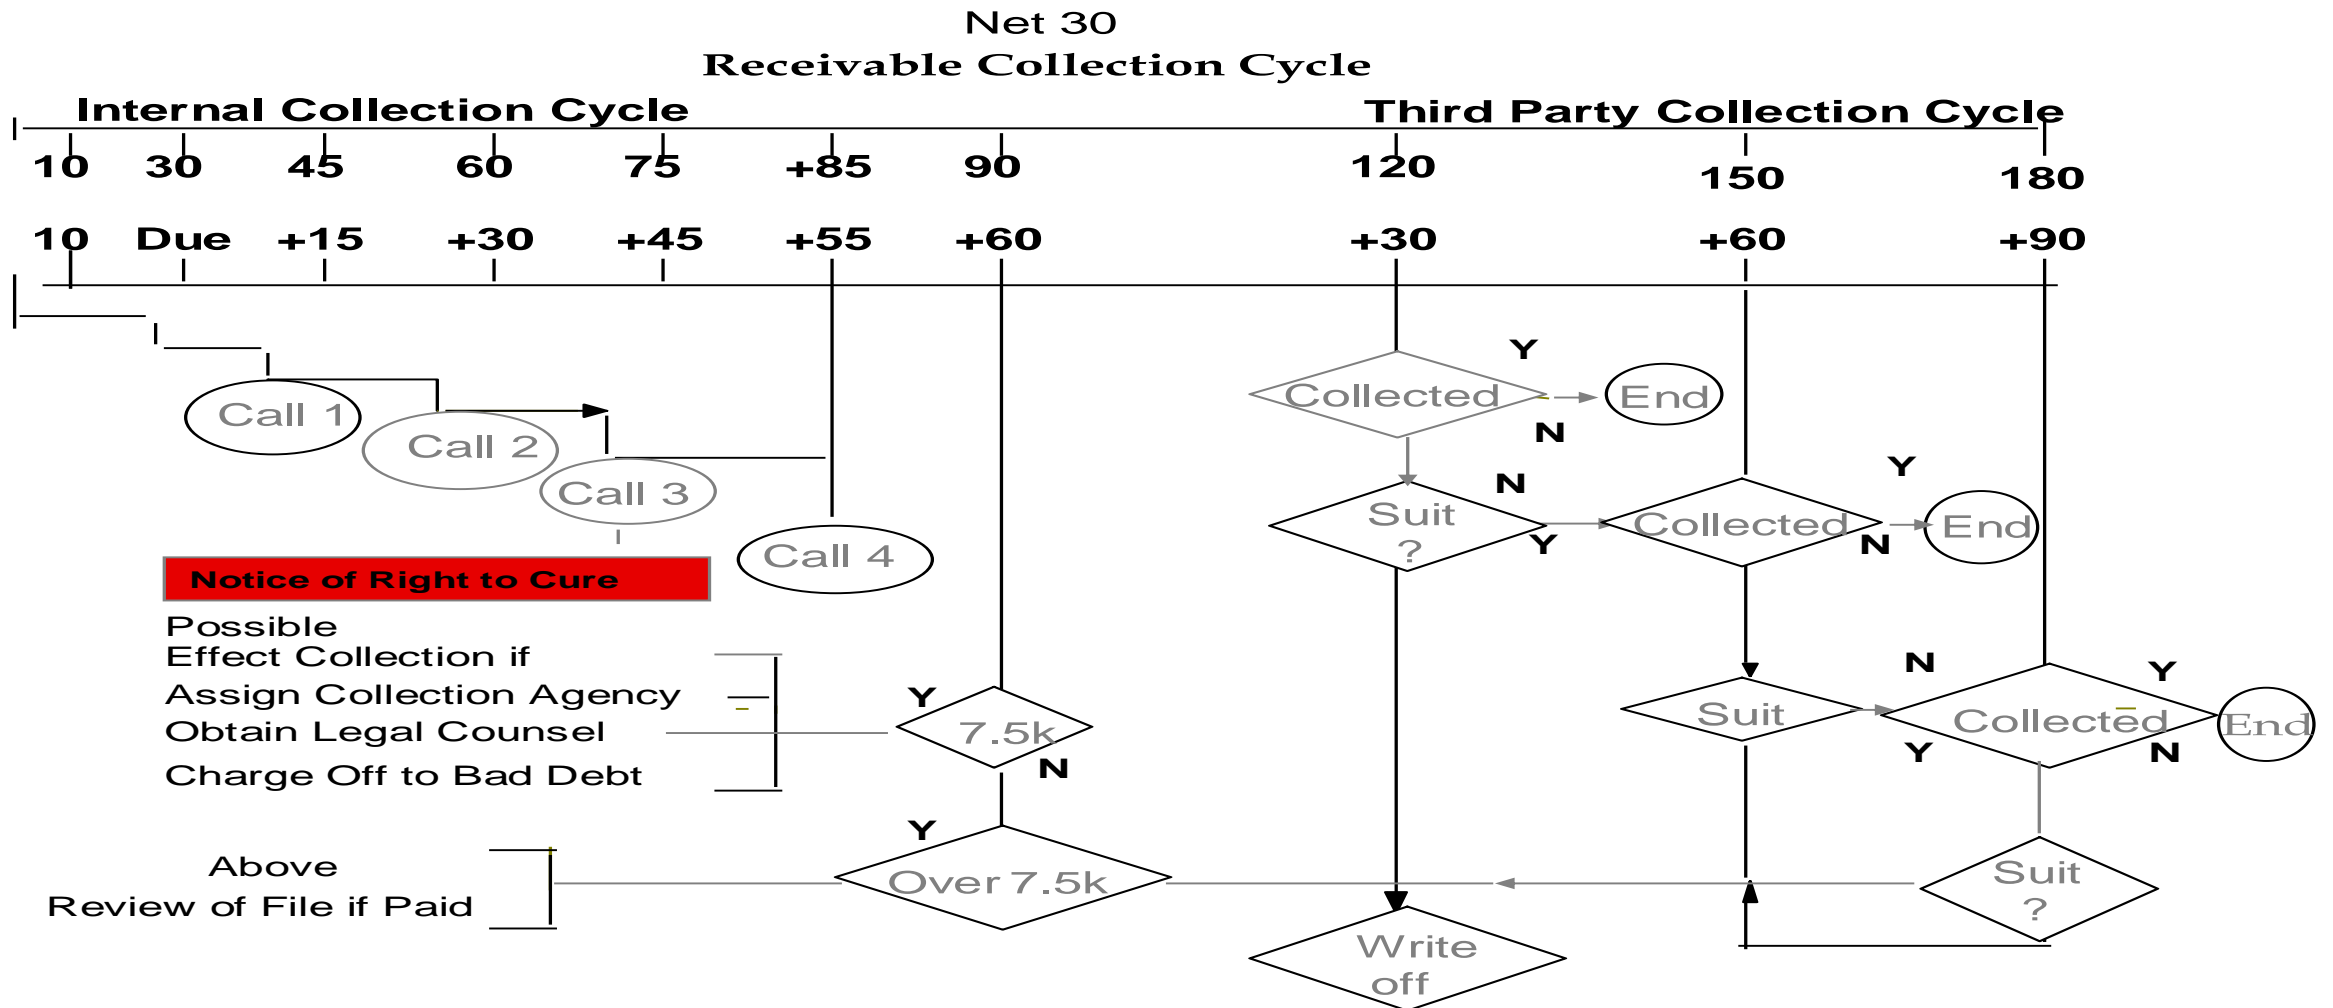 Net 30
Receivable Collection Cycle
Internal Collection Cycle
Third Party Collection Cycle
10 30 45 60 75 +85 90 120 150 180
10 Due +15 +30 +45 +55 +60 +30 +60 +90
Y
Collected
End
N
Call 1
Call 2
Call 3
Call 4
N
Y
Suit
?
Collected
End
Y
N
Notice of Right to Cure
Possible
Effect Collection if
Assign Collection Agency
Obtain Legal Counsel
Charge Off to Bad Debt
Y
7.5k
N
N
Y
Suit
Collected
End
Y
N
Y
Above
Review of File if Paid
Over 7.5k
Suit
?
Write
off